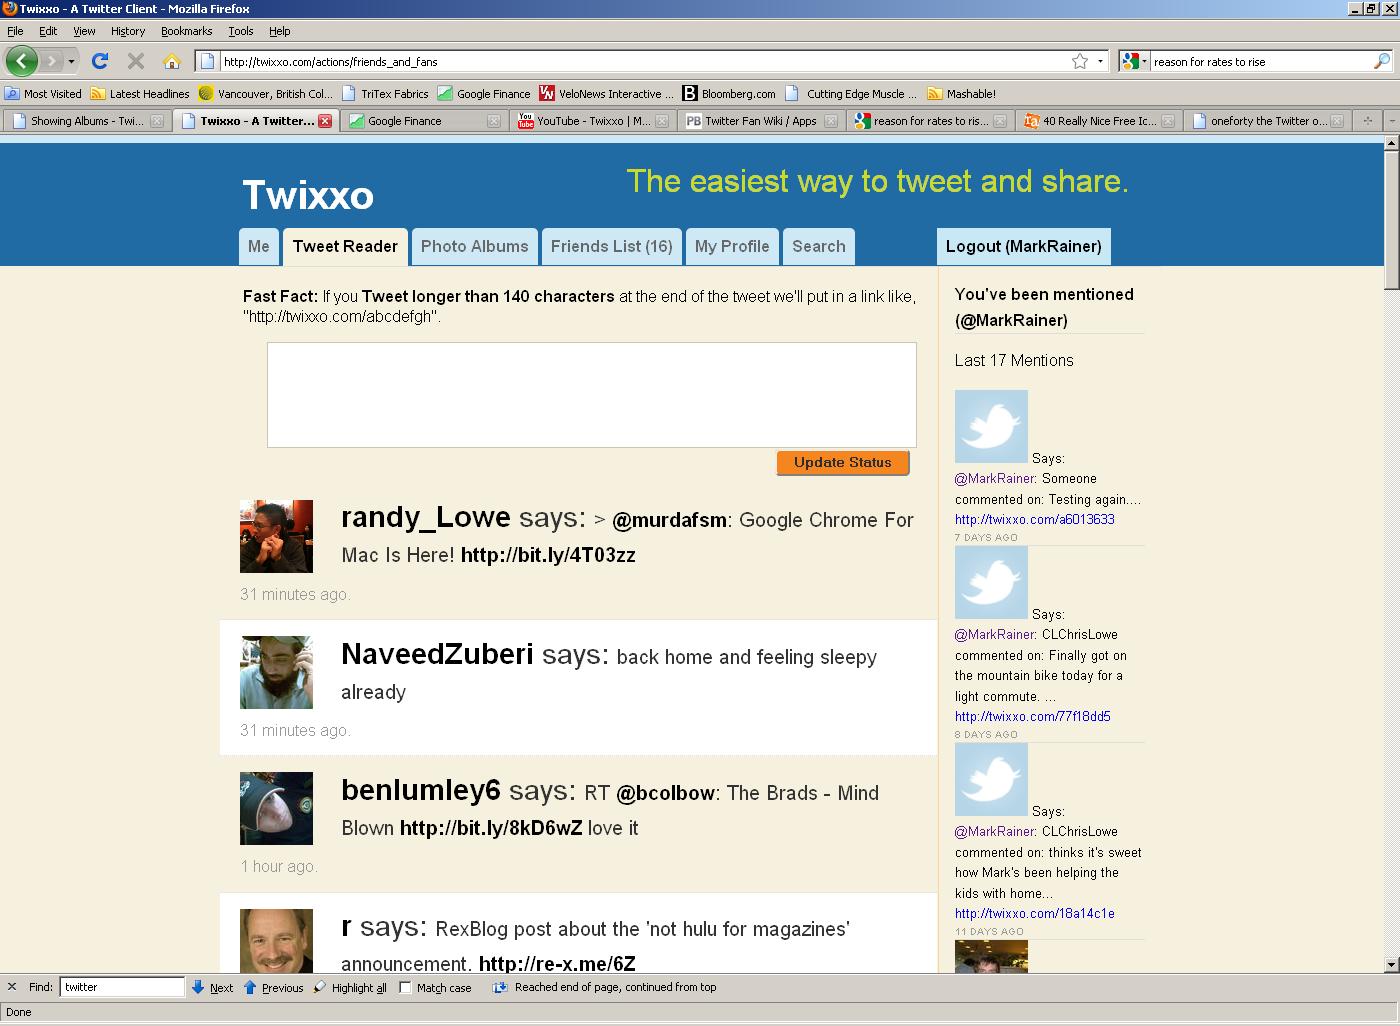 Twixxo - A Twitter Client - Mozilla Firefox
File Edit View History Bookmarks Tools Help
http://twixxo.com/actions/friends_and_fans
reason for rates to rise
Most Visited Latest Headlines Vancouver, British Col... TriTex Fabrics Google Finance VeloNews Interactive ... Bloomberg.com Cutting Edge Muscle ... Mashable!
Showing Albums - Twi... Twixxo - A Twitter... Google Finance YouTube - Twixxo | M... Twitter Fan Wiki / Apps reason for rates to ris... 40 Really Nice Free Ic... oneforty the Twitter o...
Twixxo
The easiest way to tweet and share.
Me Tweet Reader Photo Albums Friends List (16) My Profile Search Logout (MarkRainer)
Fast Fact: If you Tweet longer than 140 characters at the end of the tweet we'll put in a link like,
"http://twixxo.com/abcdefgh".
Update Status
randy_Lowe says: > @murdafsm: Google Chrome For
Mac Is Here! http://bit.ly/4T03zz
31 minutes ago.
NaveedZuberi says: back home and feeling sleepy
already
31 minutes ago.
benlumley6 says: RT @bcolbow: The Brads - Mind
Blown http://bit.ly/8kD6wZ love it
1 hour ago.
r says: RexBlog post about the 'not hulu for magazines'
announcement. http://re-x.me/6Z
You've been mentioned
(@MarkRainer)
Last 17 Mentions
Says:
@MarkRainer: Someone
commented on: Testing again....
http://twixxo.com/a6013633
7 DAYS AGO
Says:
@MarkRainer: CLChrisLowe
commented on: Finally got on
the mountain bike today for a
light commute. ...
http://twixxo.com/77f18dd5
8 DAYS AGO
Says:
@MarkRainer: CLChrisLowe
commented on: thinks it's sweet
how Mark's been helping the
kids with home...
http://twixxo.com/18a14c1e
11 DAYS AGO
Find: twitter Next Previous Highlight all Match case Reached end of page, continued from top
Done